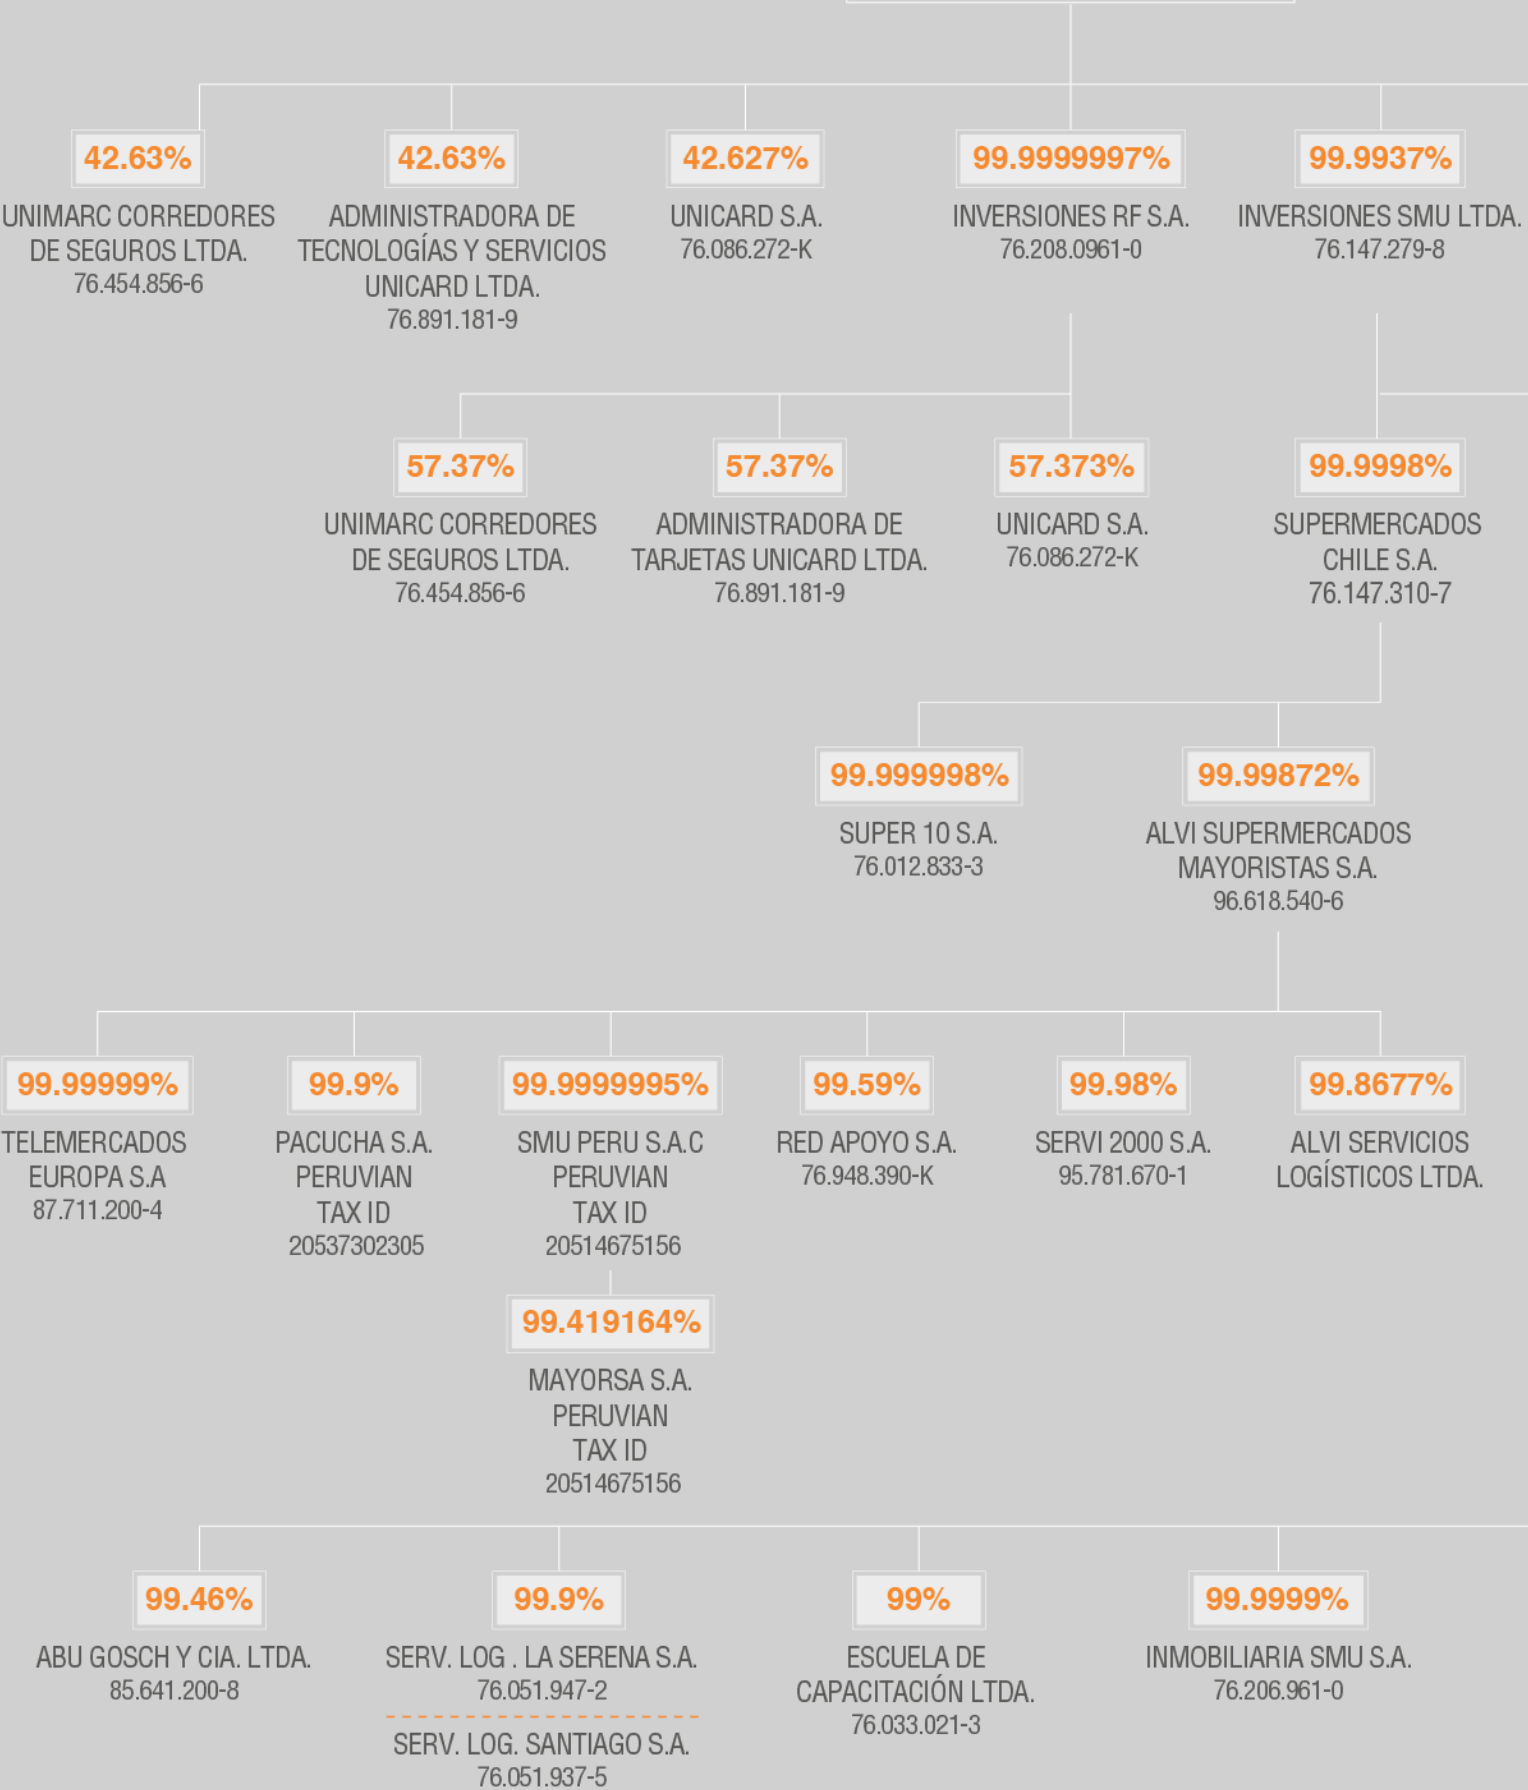 42.63%
UNIMARC CORREDORES
DE SEGUROS LTDA.
76.454.856-6
42.63%
ADMINISTRADORA DE
TECNOLOGÍAS Y SERVICIOS
UNICARD LTDA.
76.891.181-9
42.627%
UNICARD S.A.
76.086.272-K
99.9999997%
INVERSIONES RF S.A.
76.208.0961-0
99.9937%
INVERSIONES SMU LTDA.
76.147.279-8
57.37%
UNIMARC CORREDORES
DE SEGUROS LTDA.
76.454.856-6
57.37%
ADMINISTRADORA DE
TARJETAS UNICARD LTDA.
76.891.181-9
57.373%
UNICARD S.A.
76.086.272-K
99.9998%
SUPERMERCADOS
CHILE S.A.
76.147.310-7
99.999998%
SUPER 10 S.A.
76.012.833-3
99.99872%
ALVI SUPERMERCADOS
MAYORISTAS S.A.
96.618.540-6
99.99999%
TELEMERCADOS
EUROPA S.A
87.711.200-4
99.9%
PACUCHA S.A.
PERUVIAN
TAX ID
20537302305
99.9999995%
SMU PERU S.A.C
PERUVIAN
TAX ID
20514675156
99.59%
RED APOYO S.A.
76.948.390-K
99.98%
SERVI 2000 S.A.
95.781.670-1
99.8677%
ALVI SERVICIOS
LOGÍSTICOS LTDA.
99.419164%
MAYORSA S.A.
PERUVIAN
TAX ID
20514675156
99.46%
ABU GOSCH Y CIA. LTDA.
85.641.200-8
99.9%
SERV. LOG . LA SERENA S.A.
76.051.947-2
SERV. LOG. SANTIAGO S.A.
76.051.937-5
99%
ESCUELA DE
CAPACITACIÓN LTDA.
76.033.021-3
99.9999%
INMOBILIARIA SMU S.A.
76.206.961-0